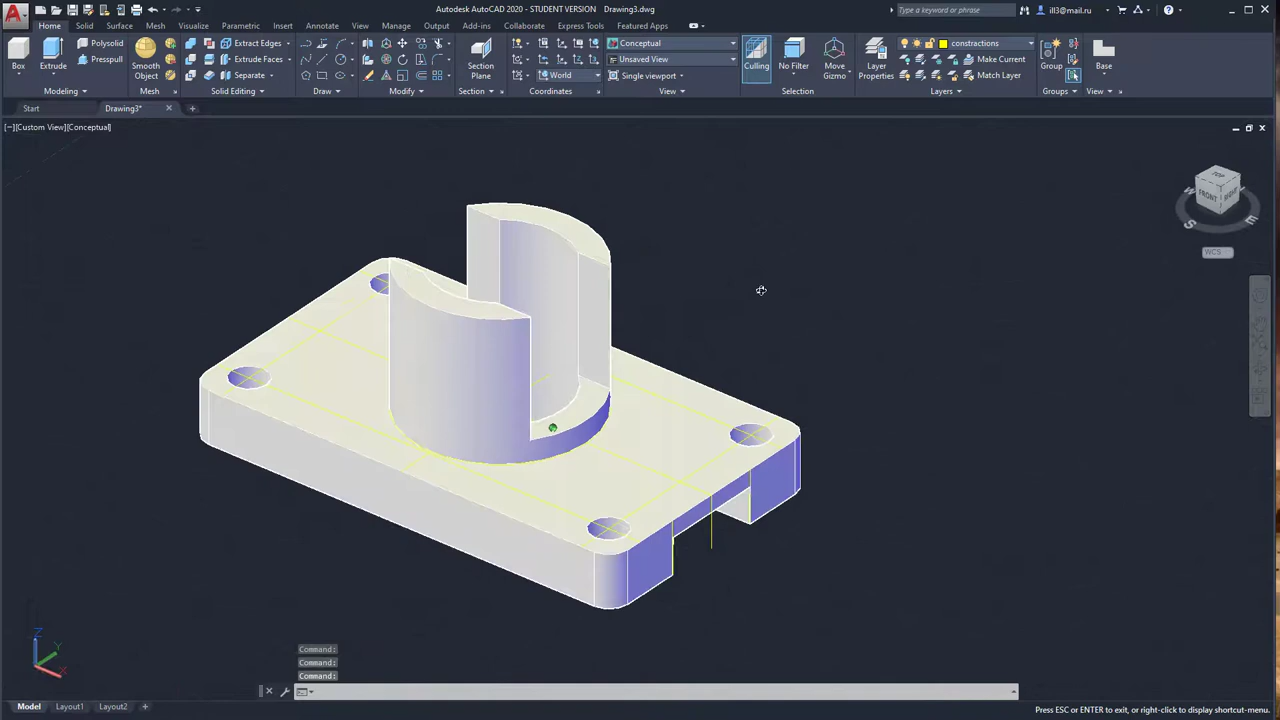 Autodesk AutoCAD 2020 - STUDENT VERSION Drawing3.dwg
Type a keyword or phrase
ill3@mail.ru
Home Solid Surface Mesh Visualize Parametric Insert Annotate View Manage Output Add-ins Collaborate Express Tools Featured Apps
Box
Extrude
Polysolid
Presspull
Smooth
Object
Extract Edges
Extrude Faces
Separate
Section
Plane
World
Conceptual
Unsaved View
Single viewport
Culling
No Filter
Move
Gizmo
Layer
Properties
constractions
Make Current
Match Layer
Group
Base
Modeling
Mesh
Solid Editing
Draw
Modify
Section
Coordinates
View
Selection
Layers
Groups
View
Start
Drawing3*
[−][Custom View][Conceptual]
TOP
FRONT
RIGHT
W
S
E
WCS
Z
Y
X
Command:
Command:
Command:
Model Layout1 Layout2
Press ESC or ENTER to exit, or right-click to display shortcut-menu.